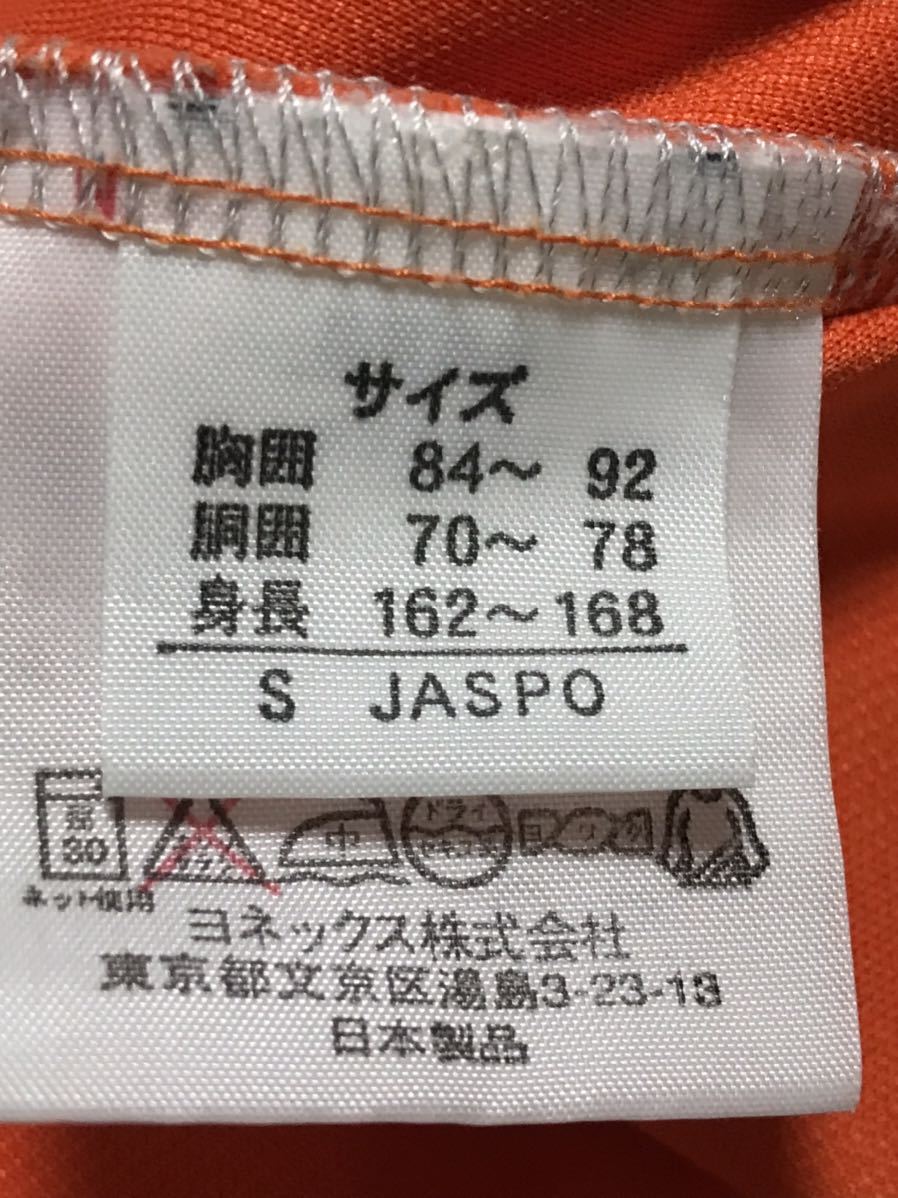 サイズ
胸囲 84～ 92
胴囲 70～ 78
身長 162～168
S JASPO
30 中 ドライ
ネット使用
ヨネックス株式会社
東京都文京区湯島3-23-13
日本製品